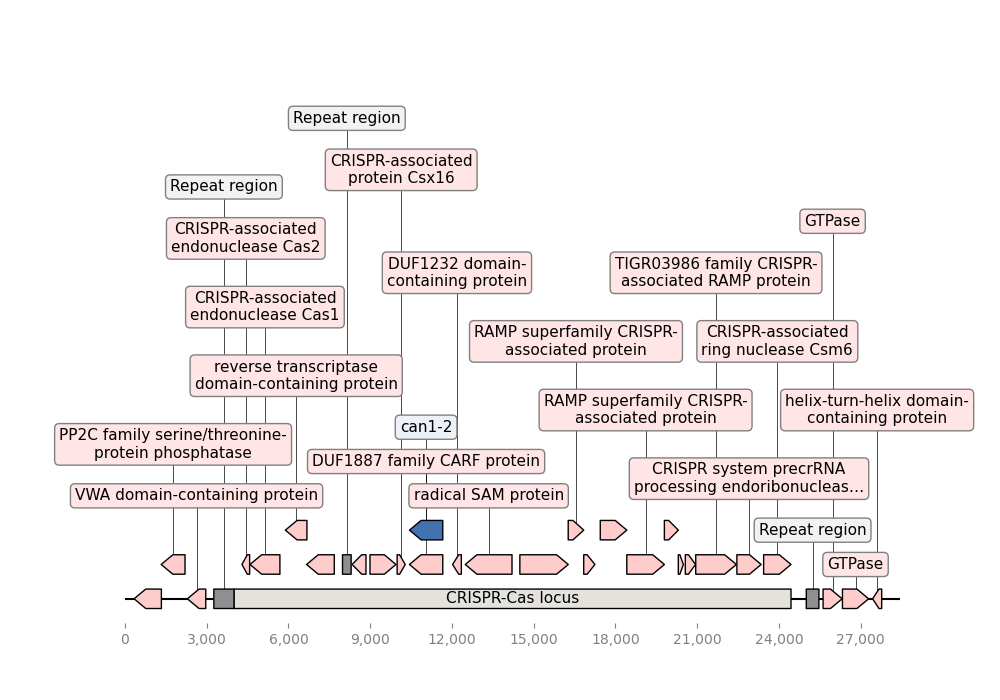 Repeat region
CRISPR-associated
protein Csx16
Repeat region
CRISPR-associated
endonuclease Cas2
GTPase
DUF1232 domain-
containing protein
TIGR03986 family CRISPR-
associated RAMP protein
CRISPR-associated
endonuclease Cas1
RAMP superfamily CRISPR-
associated protein
CRISPR-associated
ring nuclease Csm6
reverse transcriptase
domain-containing protein
RAMP superfamily CRISPR-
associated protein
helix-turn-helix domain-
containing protein
can1-2
PP2C family serine/threonine-
protein phosphatase
DUF1887 family CARF protein
CRISPR system precrRNA
processing endoribonucleas…
VWA domain-containing protein
radical SAM protein
Repeat region
GTPase
CRISPR-Cas locus
0 3,000 6,000 9,000 12,000 15,000 18,000 21,000 24,000 27,000